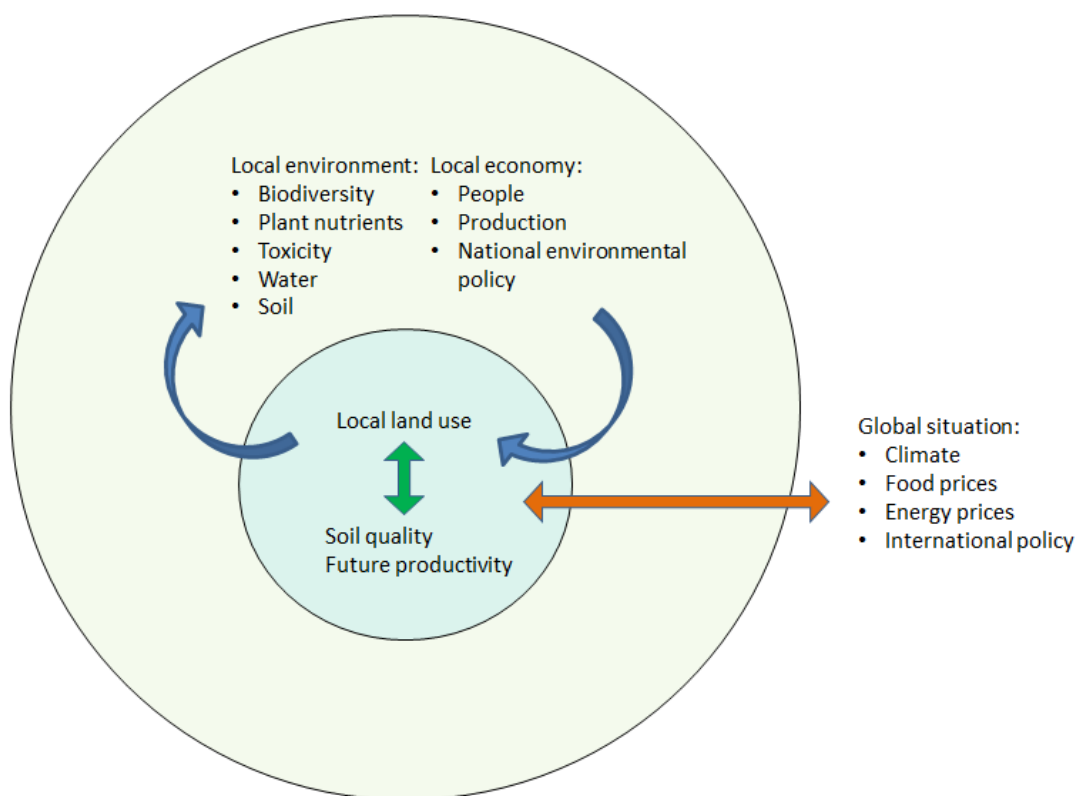 Local environment:
• Biodiversity
• Plant nutrients
• Toxicity
• Water
• Soil
Local economy:
• People
• Production
• National environmental
policy
Local land use
Soil quality
Future productivity
Global situation:
• Climate
• Food prices
• Energy prices
• International policy